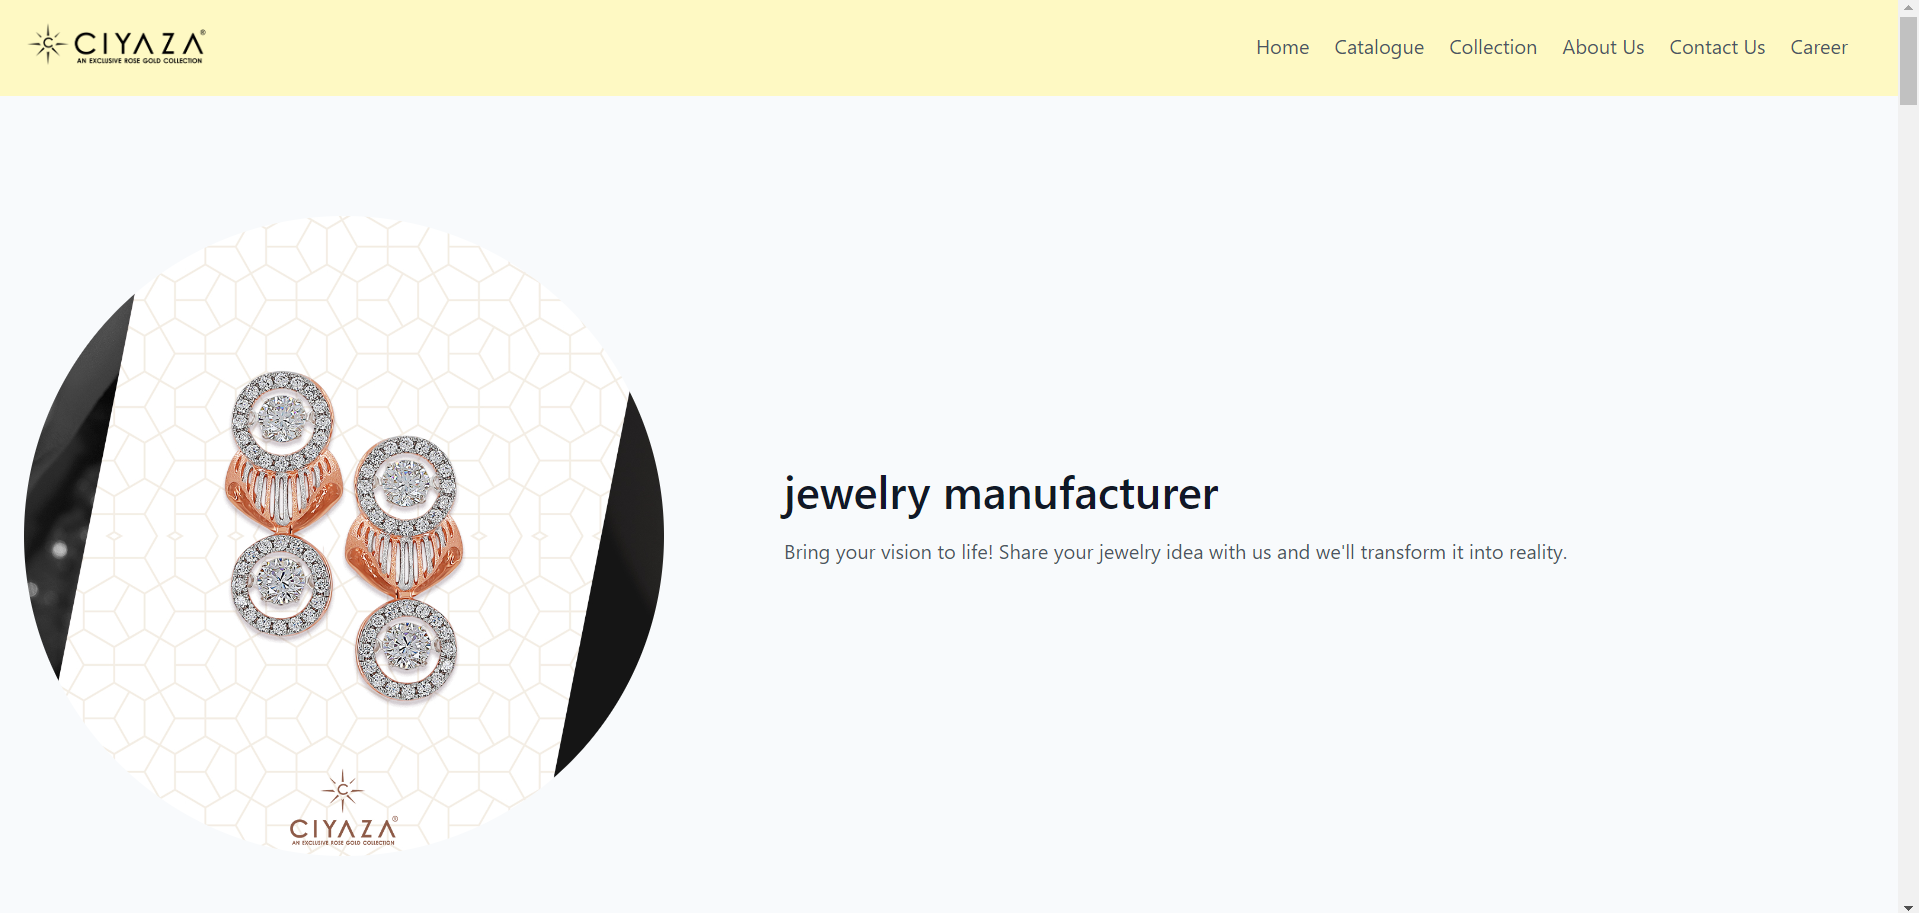 CIYAZA®
AN EXCLUSIVE ROSE GOLD COLLECTION
Home Catalogue Collection About Us Contact Us Career
jewelry manufacturer
Bring your vision to life! Share your jewelry idea with us and we'll transform it into reality.
C
CIYAZA®
AN EXCLUSIVE ROSE GOLD COLLECTION